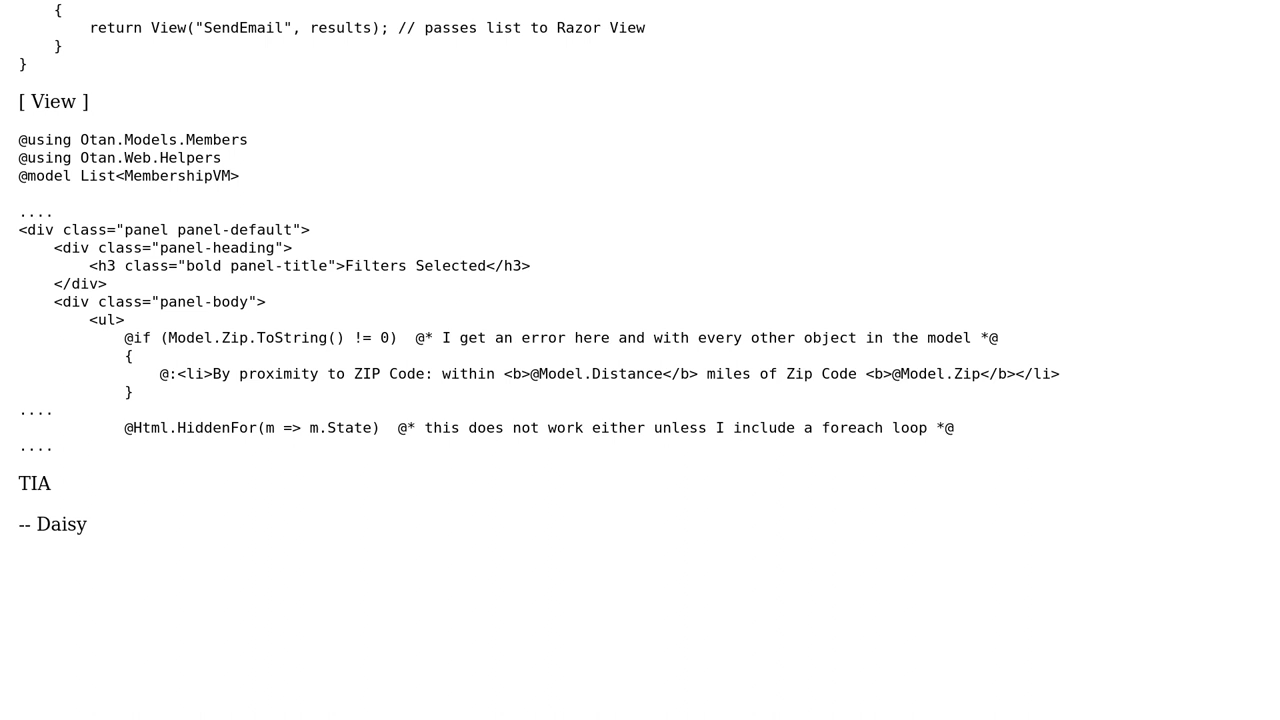 {
        return View("SendEmail", results); // passes list to Razor View
    }
}
[ View ]
@using Otan.Models.Members
@using Otan.Web.Helpers
@model List<MembershipVM>
....
<div class="panel panel-default">
    <div class="panel-heading">
        <h3 class="bold panel-title">Filters Selected</h3>
    </div>
    <div class="panel-body">
        <ul>
            @if (Model.Zip.ToString() != 0)  @* I get an error here and with every other object in the model *@
            {
                @:<li>By proximity to ZIP Code: within <b>@Model.Distance</b> miles of Zip Code <b>@Model.Zip</b></li>
            }
....
            @Html.HiddenFor(m => m.State)  @* this does not work either unless I include a foreach loop *@
....
TIA
-- Daisy